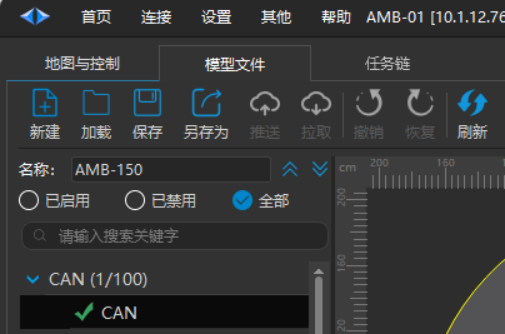 首页 连接 设置 其他 帮助 AMB-01 [10.1.12.76
地图与控制 模型文件 任务链
新建 加载 保存 另存为 推送 拉取 撤销 恢复 刷新
名称: AMB-150
cm 200 160
已启用 已禁用 全部
200
请输入搜索关键字
160
CAN (1/100)
CAN